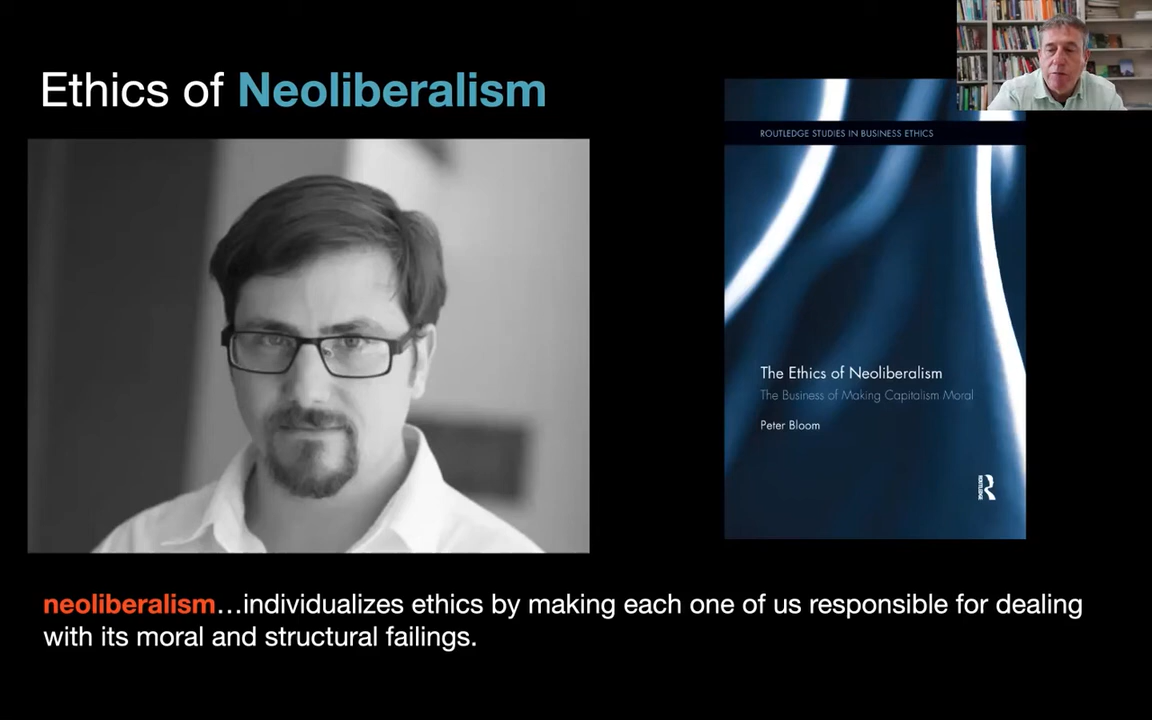 Ethics of Neoliberalism
ROUTLEDGE STUDIES IN BUSINESS ETHICS
The Ethics of Neoliberalism
The Business of Making Capitalism Moral
Peter Bloom
R
ROUTLEDGE
neoliberalism…individualizes ethics by making each one of us responsible for dealing
with its moral and structural failings.